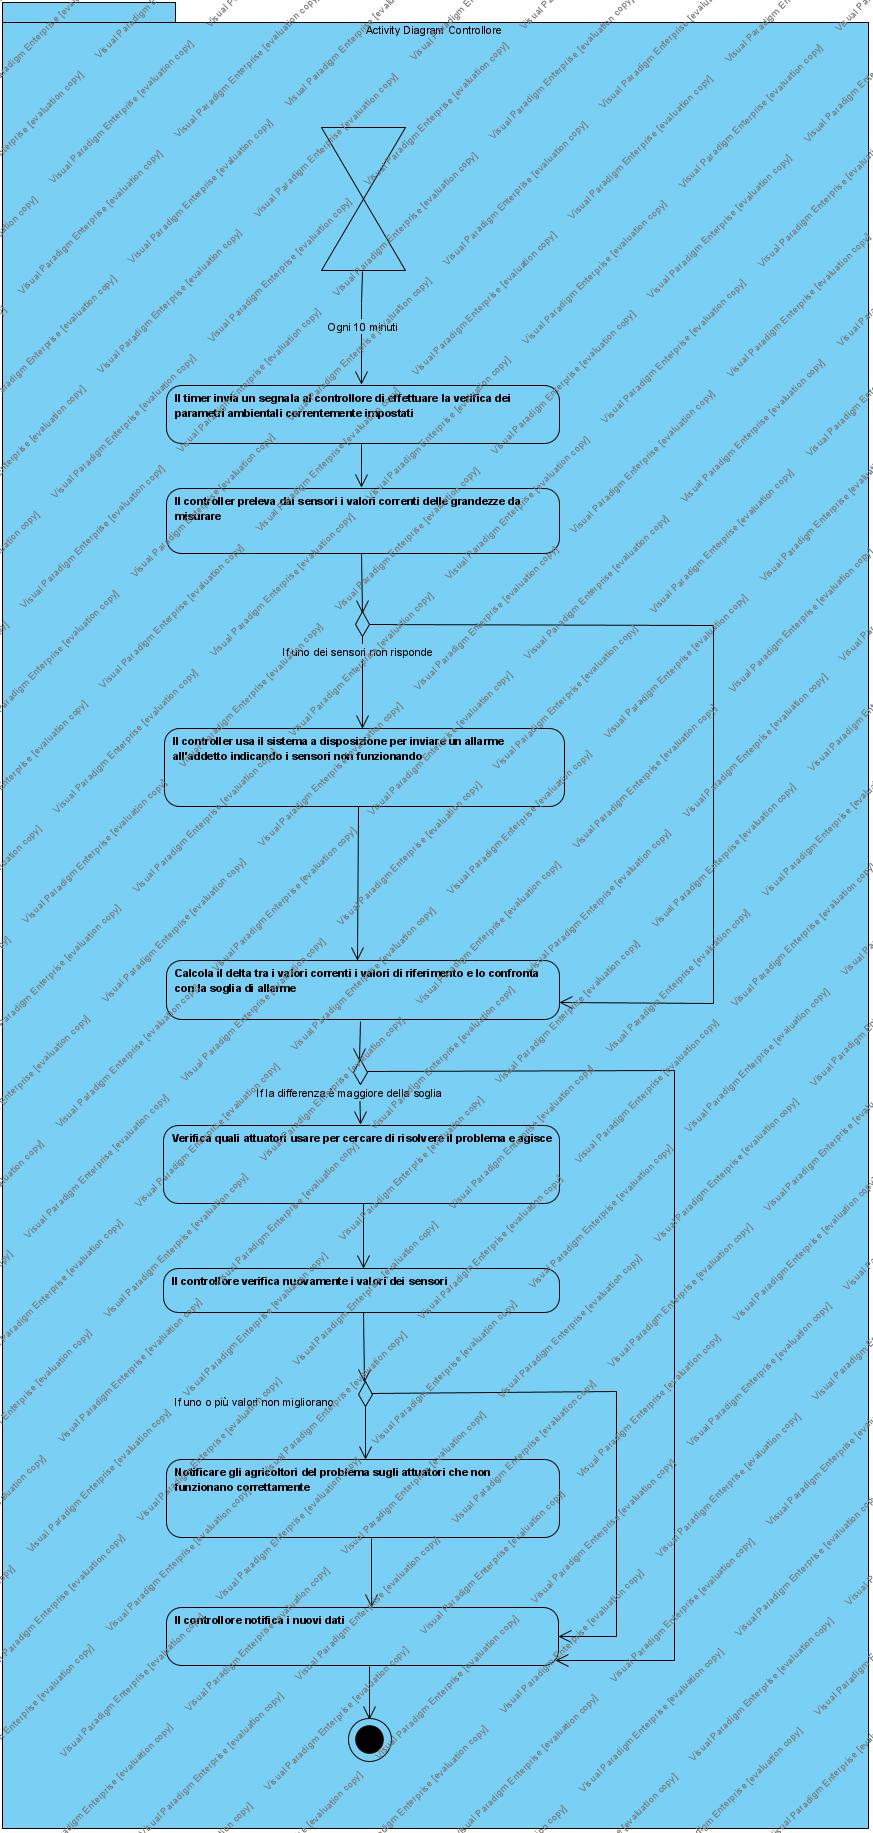 Activity Diagram Controllore
Ogni 10 minuti
Il timer invia un segnala al controllore di effettuare la verifica dei
parametri ambientali correntemente impostati
Il controller preleva dai sensori i valori correnti delle grandezze da
misurare
If uno dei sensori non risponde
Il controller usa il sistema a disposizione per inviare un allarme
all'addetto indicando i sensori non funzionando
Calcola il delta tra i valori correnti i valori di riferimento e lo confronta
con la soglia di allarme
If la differenza è maggiore della soglia
Verifica quali attuatori usare per cercare di risolvere il problema e agisce
Il controllore verifica nuovamente i valori dei sensori
If uno o più valori non migliorano
Notificare gli agricoltori del problema sugli attuatori che non
funzionano correttamente
Il controllore notifica i nuovi dati
Visual Paradigm Enterprise [evaluation copy]